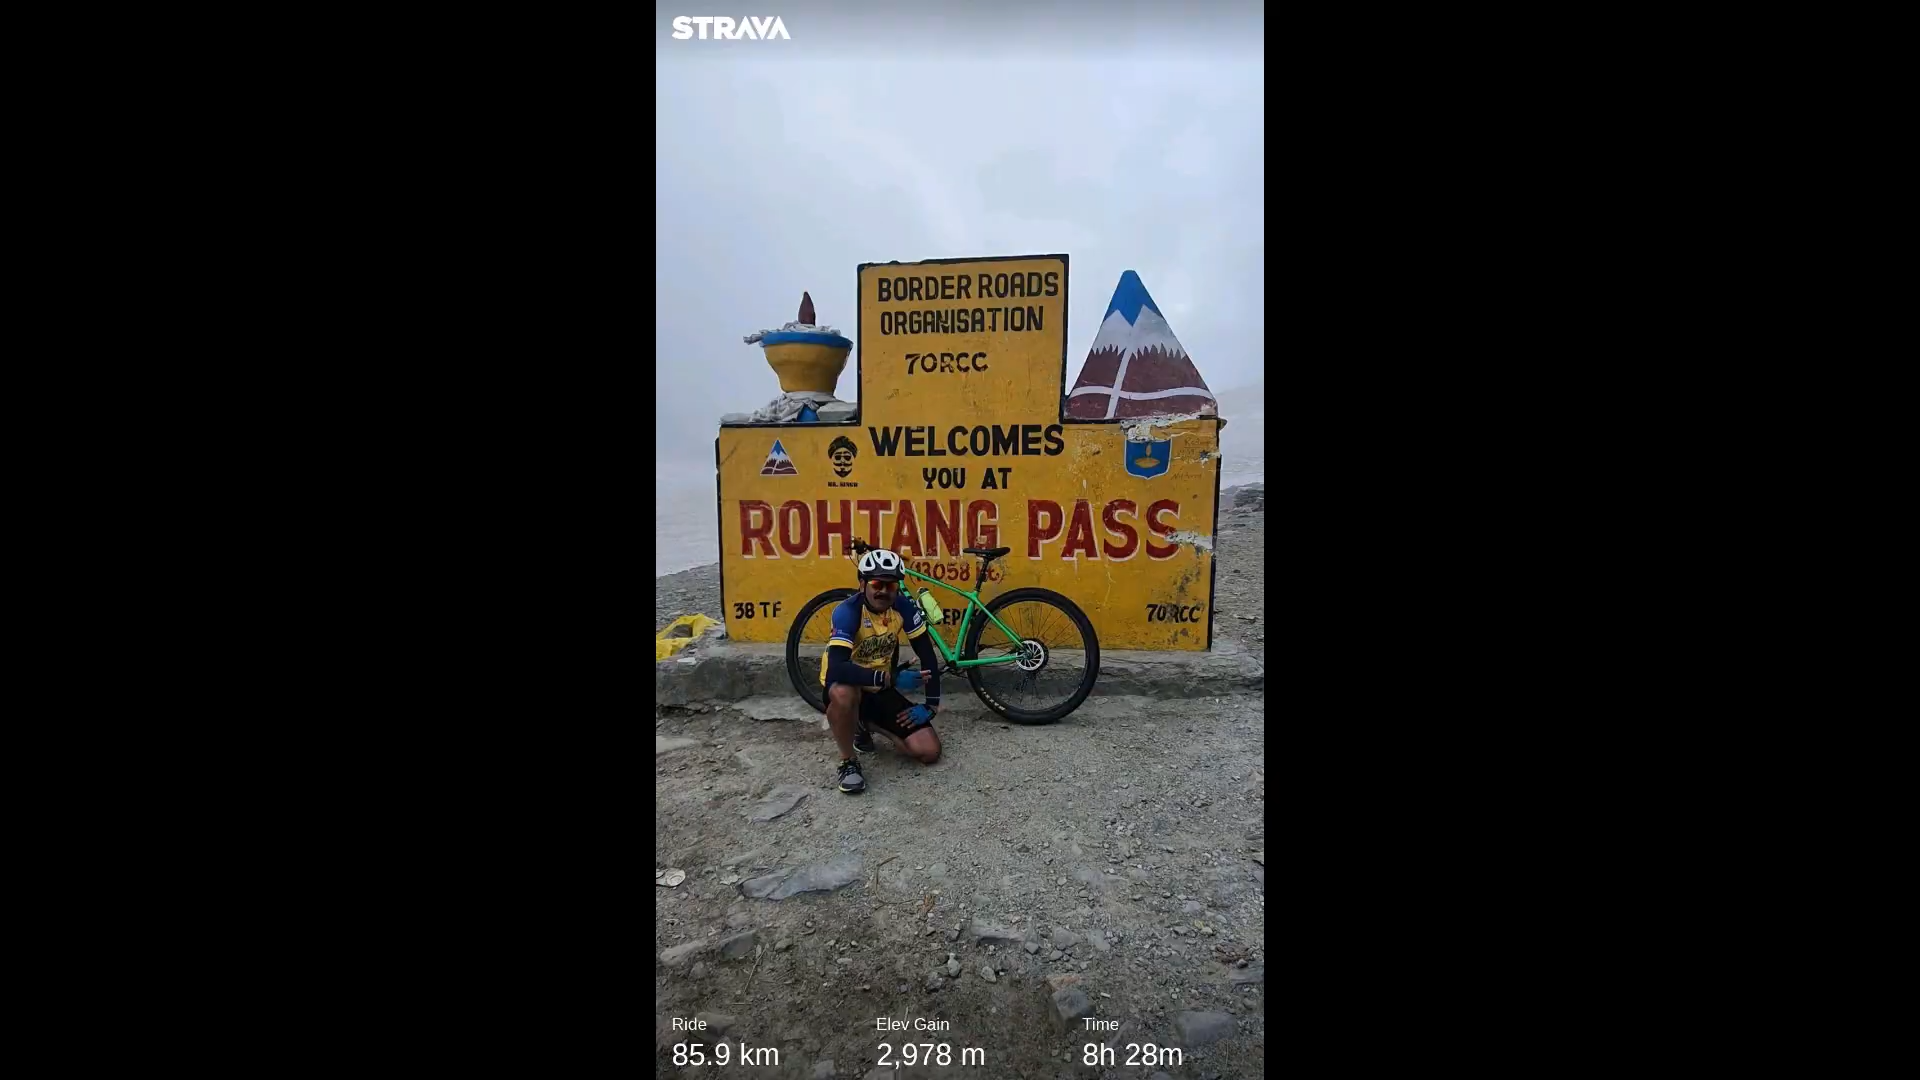 STRAVA
BORDER ROADS
ORGANISATION
70RCC
WELCOMES
YOU AT
ROHTANG PASS
(13058
38 TF
70RCC
Ride
85.9 km
Elev Gain
2,978 m
Time
8h 28m